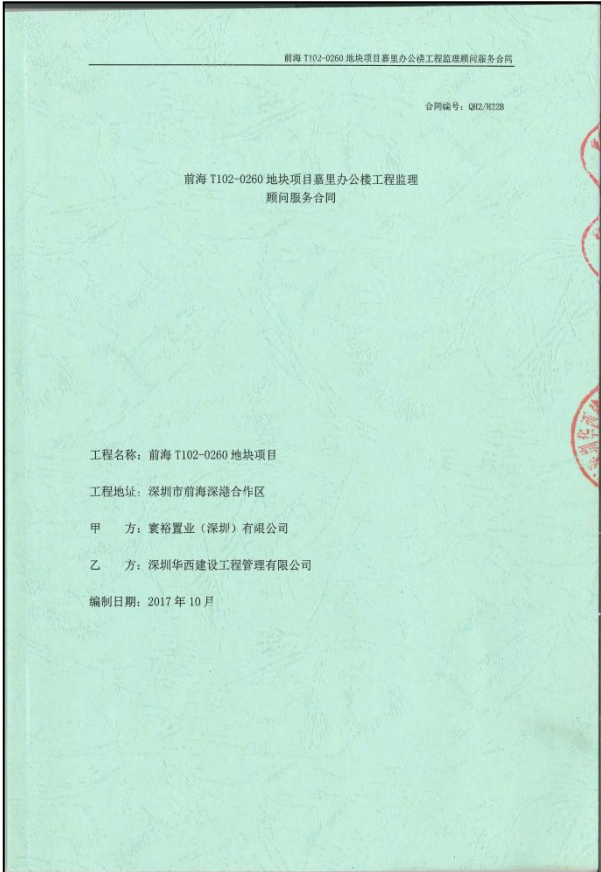 前海 T102-0260 地块项目嘉里办公楼工程监理顾问服务合同
合同编号：QH2/H22B
前海 T102-0260 地块项目嘉里办公楼工程监理
顾问服务合同
工程名称：前海 T102-0260 地块项目
工程地址：深圳市前海深港合作区
甲　　方：寰裕置业（深圳）有限公司
乙　　方：深圳华西建设工程管理有限公司
编制日期：2017 年 10 月
深圳华西